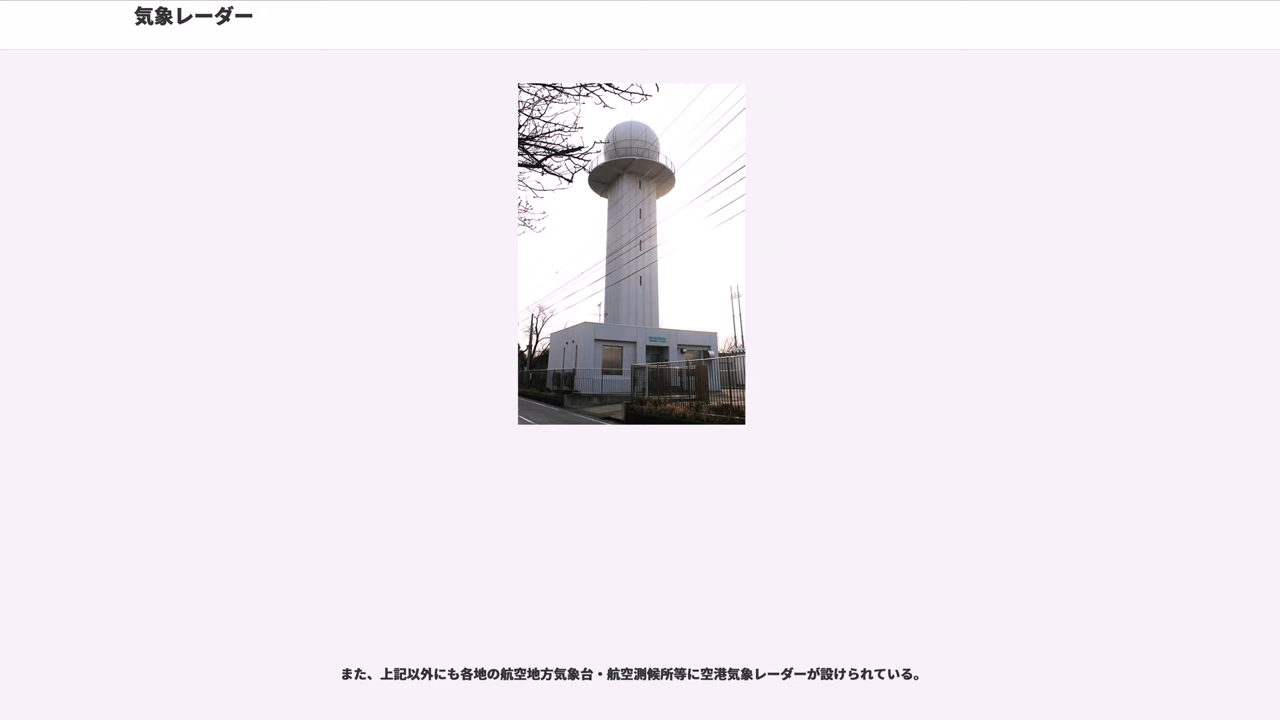 気象レーダー
また、上記以外にも各地の航空地方気象台・航空測候所等に空港気象レーダーが設けられている。